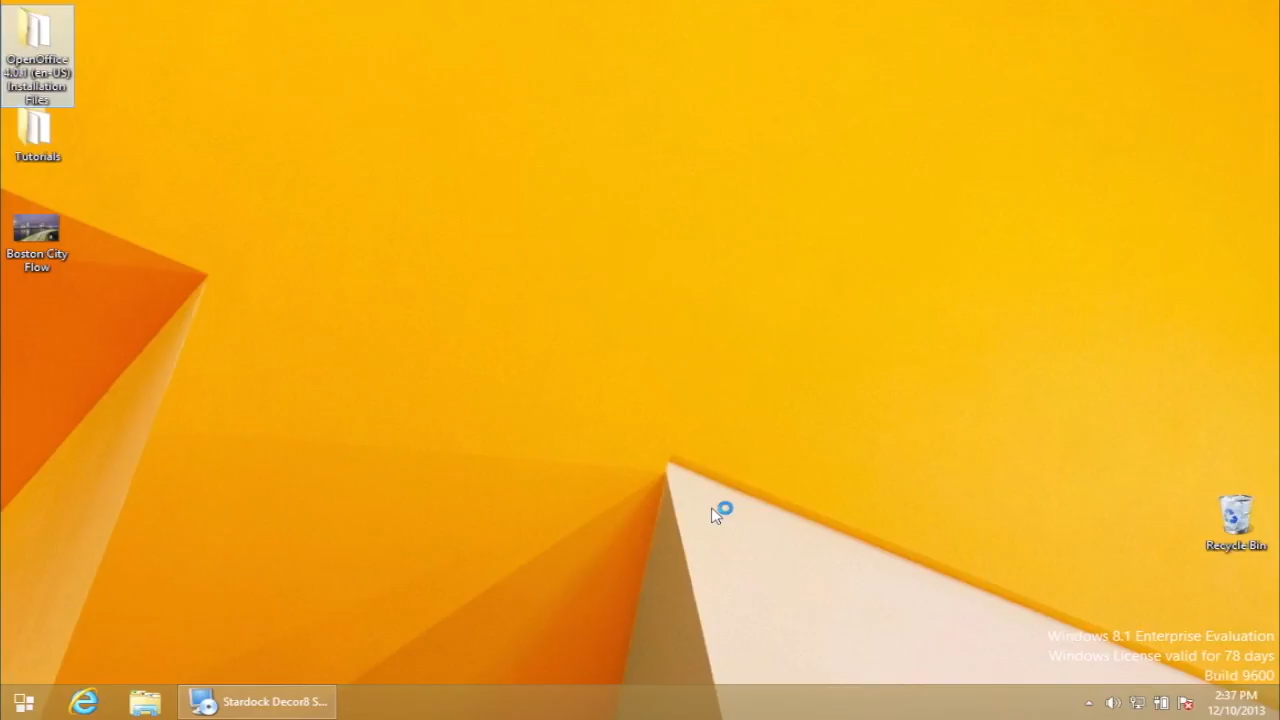 OpenOffice
4.0.1 (en-US)
Installation
Files
Tutorials
Boston City
Flow
Recycle Bin
Windows 8.1 Enterprise Evaluation
Windows License valid for 78 days
Build 9600
Stardock Decor8 S...
2:37 PM
12/10/2013